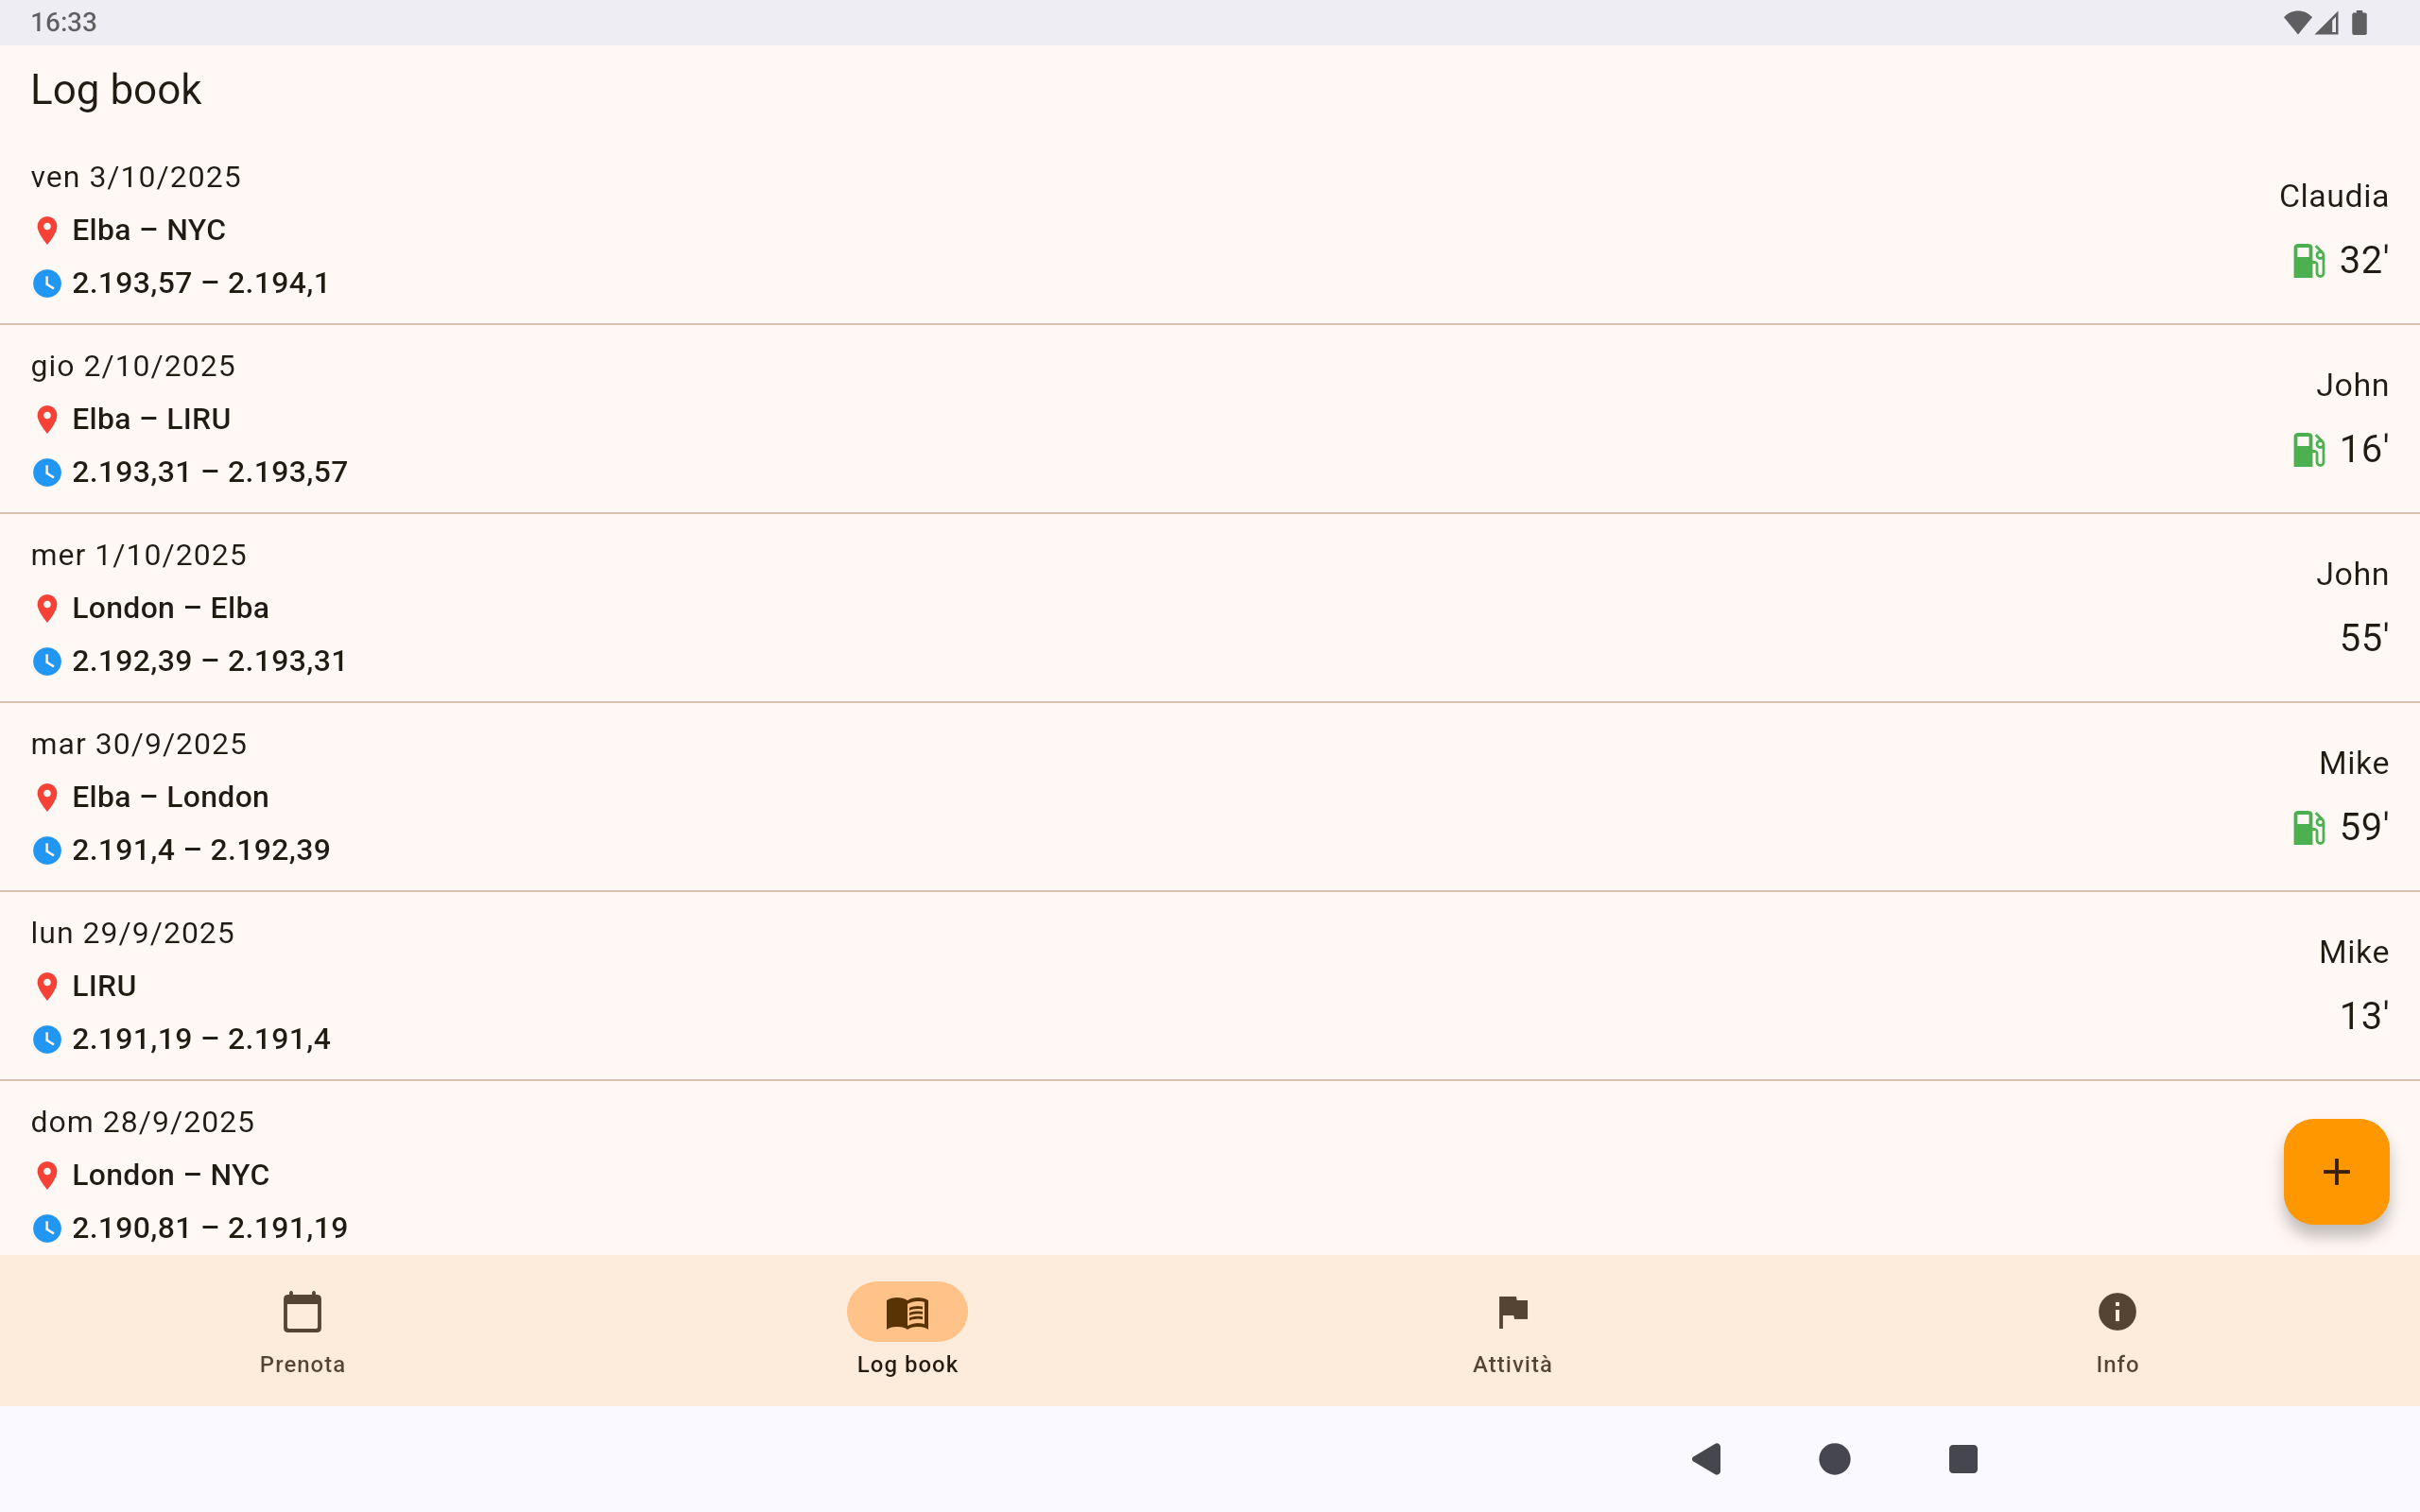 16:33
Log book
ven 3/10/2025
Claudia
Elba – NYC
32'
2.193,57 – 2.194,1
gio 2/10/2025
John
Elba – LIRU
16'
2.193,31 – 2.193,57
mer 1/10/2025
John
London – Elba
55'
2.192,39 – 2.193,31
mar 30/9/2025
Mike
Elba – London
59'
2.191,4 – 2.192,39
lun 29/9/2025
Mike
LIRU
13'
2.191,19 – 2.191,4
dom 28/9/2025
London – NYC
2.190,81 – 2.191,19
Prenota
Log book
Attività
Info